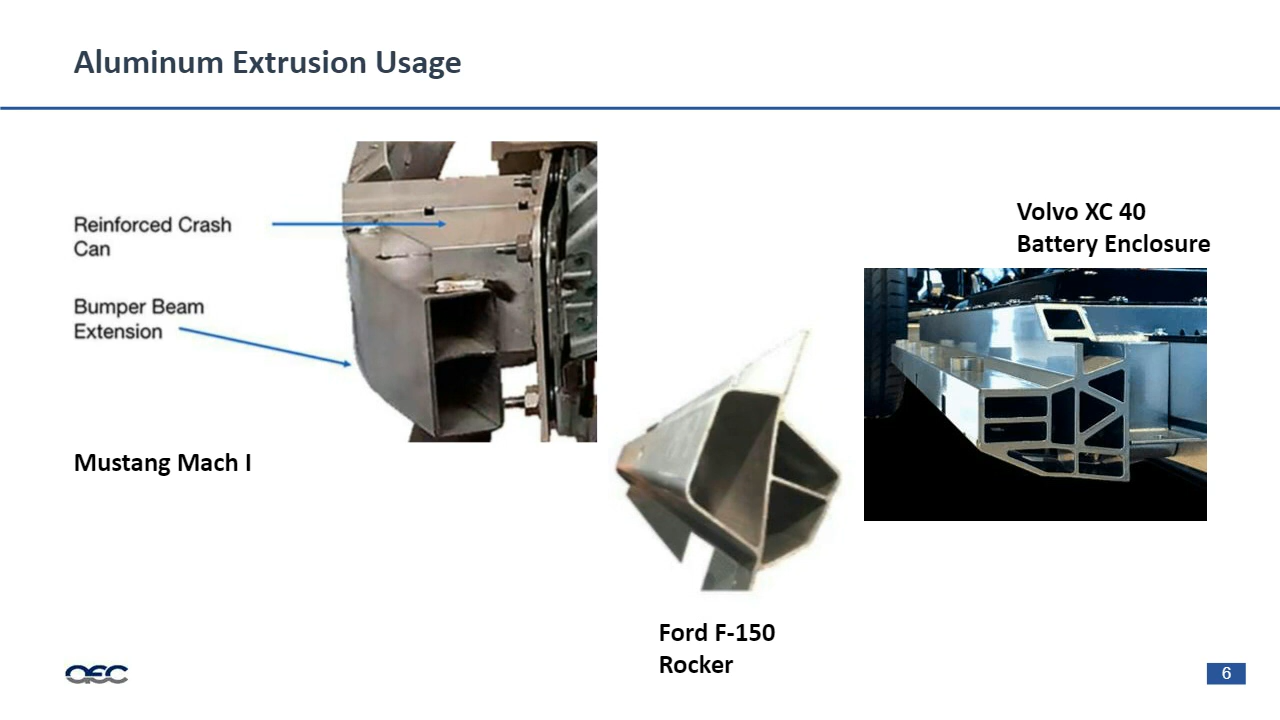 Aluminum Extrusion Usage
Reinforced Crash
Can
Bumper Beam
Extension
Mustang Mach I
Volvo XC 40
Battery Enclosure
Ford F-150
Rocker
aec
6